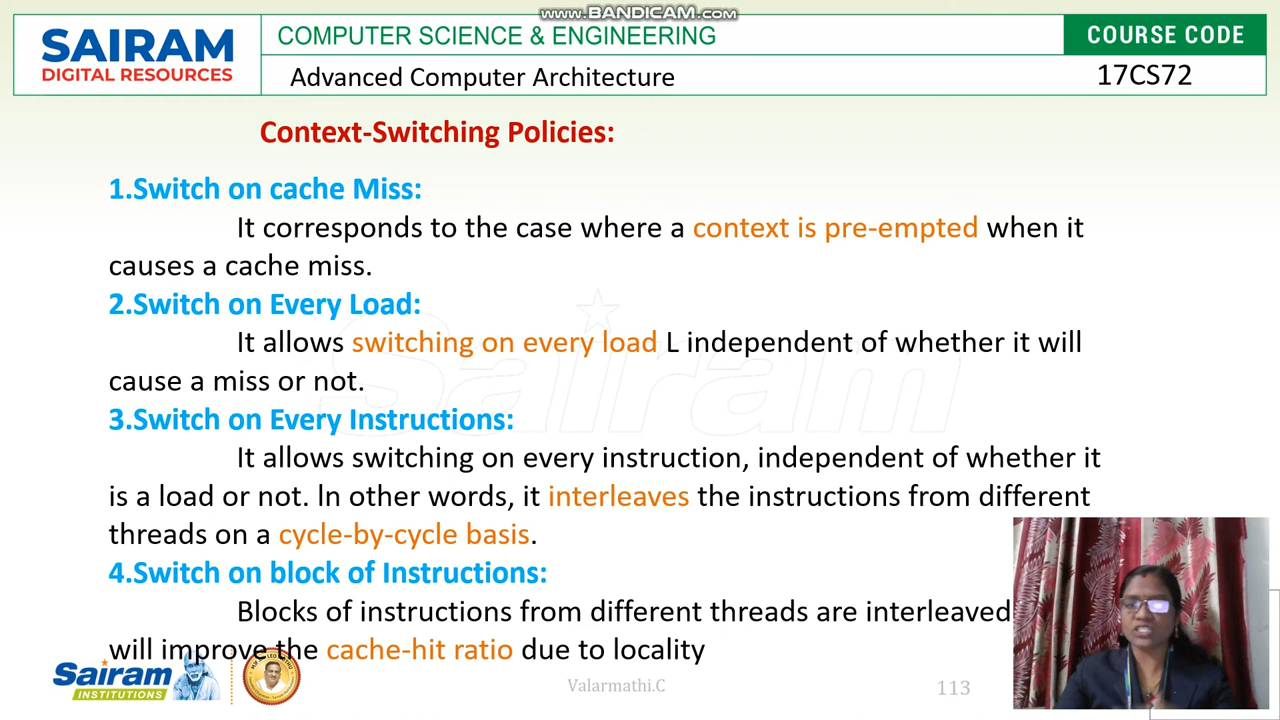 www.BANDICAM.com
SAIRAM
DIGITAL RESOURCES
COMPUTER SCIENCE & ENGINEERING
COURSE CODE
Advanced Computer Architecture
17CS72
Context-Switching Policies:
1.Switch on cache Miss:
It corresponds to the case where a context is pre-empted when it
causes a cache miss.
2.Switch on Every Load:
It allows switching on every load L independent of whether it will
cause a miss or not.
3.Switch on Every Instructions:
It allows switching on every instruction, independent of whether it
is a load or not. ln other words, it interleaves the instructions from different
threads on a cycle-by-cycle basis.
4.Switch on block of Instructions:
Blocks of instructions from different threads are interleaved
will improve the cache-hit ratio due to locality
Sairam
Sairam
INSTITUTIONS
Valarmathi.C
113